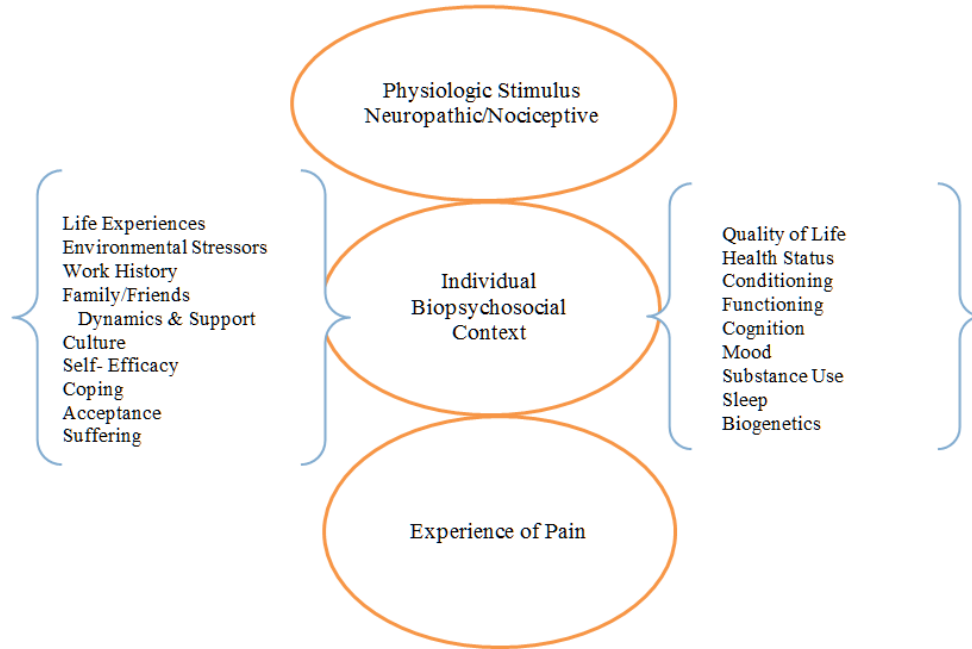 Physiologic Stimulus
Neuropathic/Nociceptive
Life Experiences
Environmental Stressors
Work History
Family/Friends
Dynamics & Support
Culture
Self- Efficacy
Coping
Acceptance
Suffering
Individual
Biopsychosocial
Context
Quality of Life
Health Status
Conditioning
Functioning
Cognition
Mood
Substance Use
Sleep
Biogenetics
Experience of Pain